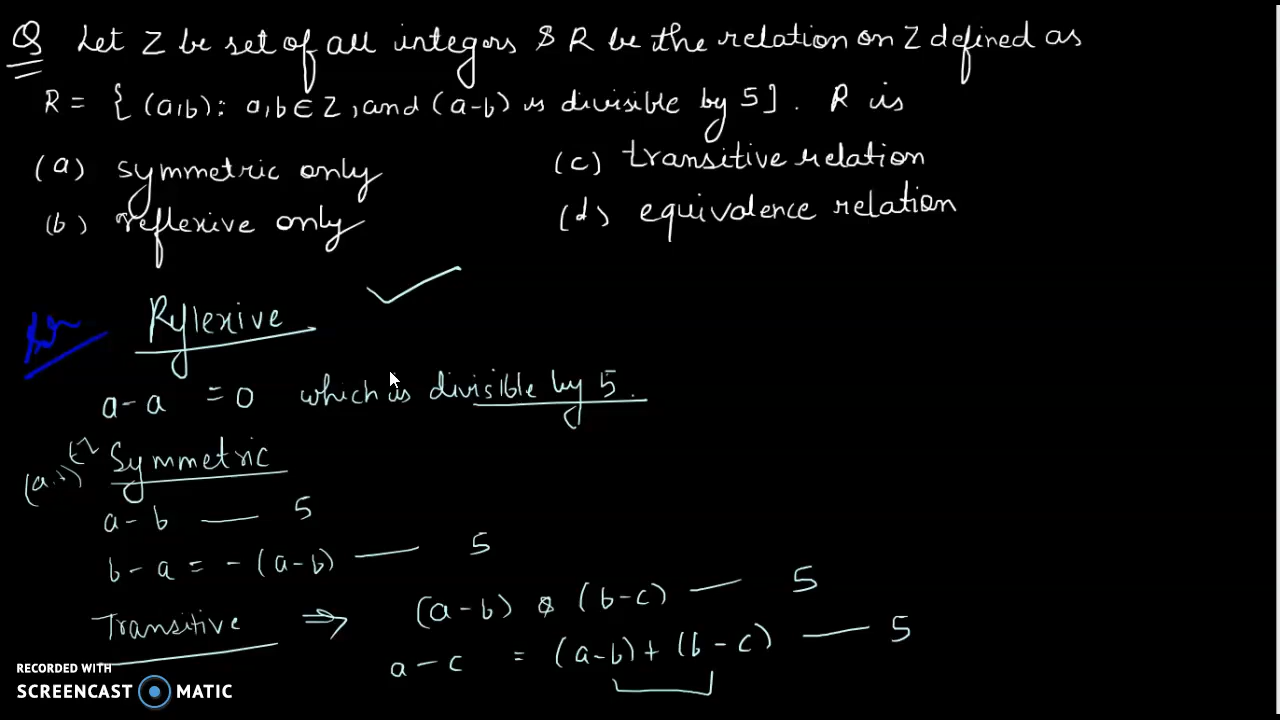 Q Let Z be set of all integers & R be the relation on Z defined as
R = { (a,b): a,b ∈ Z, and (a-b) is divisible by 5]. R is
(a) symmetric only
(c) transitive relation
(b) reflexive only
(d) equivalence relation
Reflexive
a-a = 0 which is divisible by 5.
Symmetric
a-b — 5
b-a = -(a-b) — 5
Transitive ⇒ (a-b) & (b-c) — 5
a-c = (a-b)+(b-c) — 5
RECORDED WITH
SCREENCAST MATIC